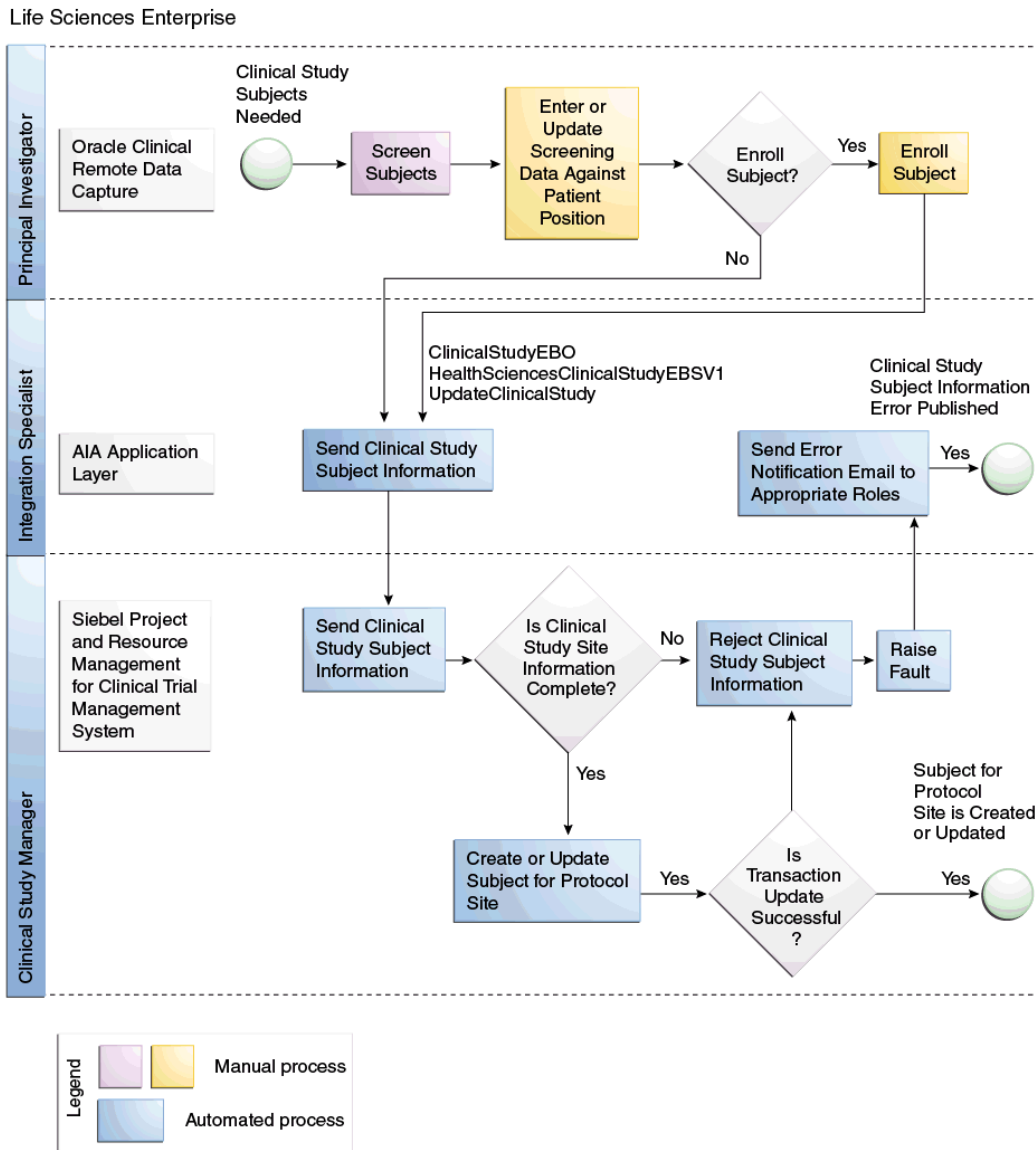 Life Sciences Enterprise
Principal Investigator
Oracle Clinical
Remote Data
Capture
Clinical Study
Subjects
Needed
Screen
Subjects
Enter or
Update
Screening
Data Against
Patient
Position
Enroll
Subject?
Yes
Enroll
Subject
No
Integration Specialist
AIA Application
Layer
ClinicalStudyEBO
HealthSciencesClinicalStudyEBSV1
UpdateClinicalStudy
Send Clinical Study
Subject Information
Send Error
Notification Email to
Appropriate Roles
Yes
Clinical Study
Subject Information
Error Published
Clinical Study Manager
Siebel Project
and Resource
Management
for Clinical Trial
Management
System
Send Clinical
Study Subject
Information
Is Clinical
Study Site
Information
Complete?
No
Reject Clinical
Study Subject
Information
Raise
Fault
Yes
Create or Update
Subject for Protocol
Site
Yes
Is
Transaction
Update
Successful
?
Yes
Subject for
Protocol
Site is Created
or Updated
Legend
Manual process
Automated process